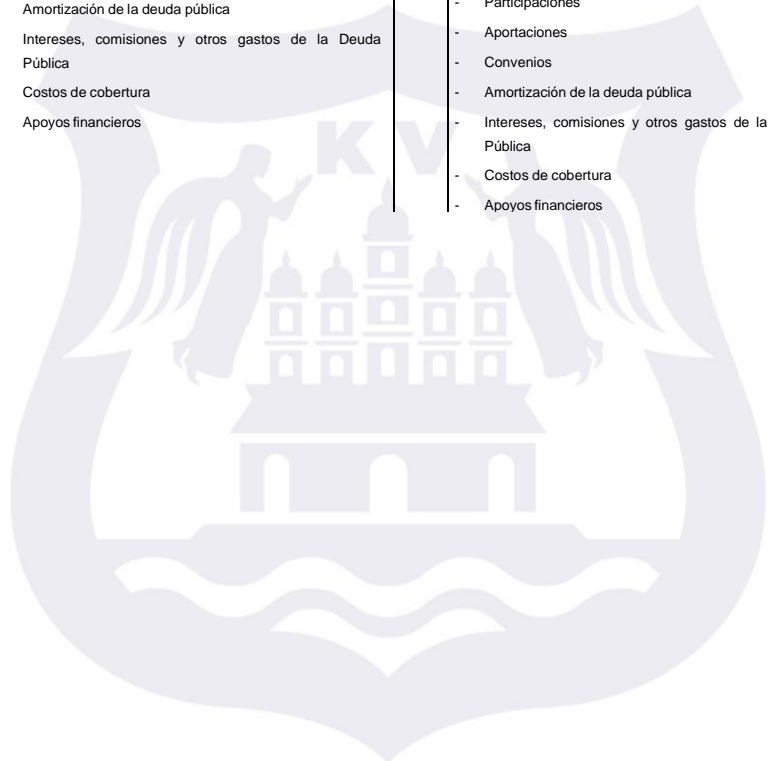 Amortización de la deuda pública
Intereses, comisiones y otros gastos de la Deuda
Pública
Costos de cobertura
Apoyos financieros
- Participaciones
- Aportaciones
- Convenios
- Amortización de la deuda pública
- Intereses, comisiones y otros gastos de la
Pública
- Costos de cobertura
- Apoyos financieros
K V